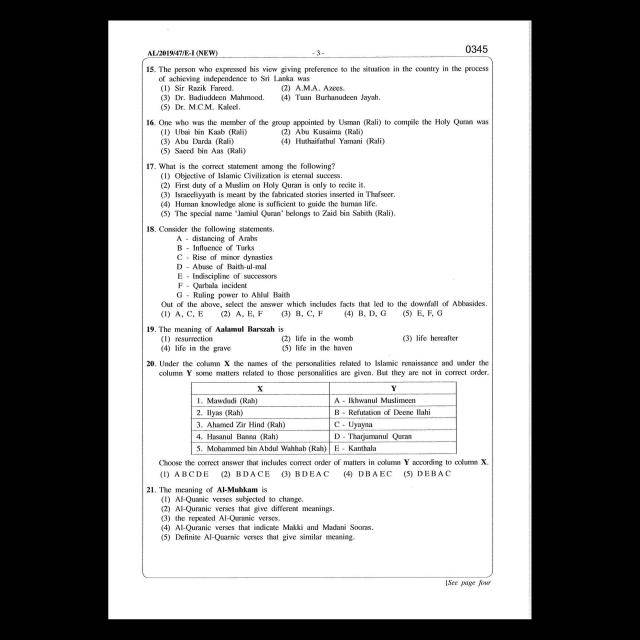 AL/2019/47/E-I (NEW) - 3 - 0345
15. The person who expressed his view giving preference to the situation in the country in the process
of achieving independence to Sri Lanka was
(1) Sir Razik Fareed. (2) A.M.A. Azees.
(3) Dr. Badiuddeen Mahmood. (4) Tuan Burhanudeen Jayah.
(5) Dr. M.C.M. Kaleel.
16. One who was the member of the group appointed by Usman (Rali) to compile the Holy Quran was
(1) Ubai bin Kaab (Rali) (2) Abu Kusaima (Rali)
(3) Abu Darda (Rali) (4) Huthaifathul Yamani (Rali)
(5) Saeed bin Aas (Rali)
17. What is the correct statement among the following?
(1) Objective of Islamic Civilization is eternal success.
(2) First duty of a Muslim on Holy Quran is only to recite it.
(3) Israeeliyyath is meant by the fabricated stories inserted in Thafseer.
(4) Human knowledge alone is sufficient to guide the human life.
(5) The special name 'Jamiul Quran' belongs to Zaid bin Sabith (Rali).
18. Consider the following statements.
A - distancing of Arabs
B - Influence of Turks
C - Rise of minor dynasties
D - Abuse of Baith-ul-mal
E - Indiscipline of successors
F - Qarbala incident
G - Ruling power to Ahlul Baith
Out of the above, select the answer which includes facts that led to the downfall of Abbasides.
(1) A, C, E (2) A, E, F (3) B, C, F (4) B, D, G (5) E, F, G
19. The meaning of Aalamul Barszah is
(1) resurrection (2) life in the womb (3) life hereafter
(4) life in the grave (5) life in the haven
20. Under the column X the names of the personalities related to Islamic renaissance and under the
column Y some matters related to those personalities are given. But they are not in correct order.
X Y
1. Mawdudi (Rah) A - Ikhwanul Muslimeen
2. Ilyas (Rah) B - Refutation of Deene Ilahi
3. Ahamed Zir Hind (Rah) C - Uyayna
4. Hasanul Banna (Rah) D - Tharjumanul Quran
5. Mohammed bin Abdul Wahhab (Rah) E - Kanthala
Choose the correct answer that includes correct order of matters in column Y according to column X.
(1) A B C D E (2) B D A C E (3) B D E A C (4) D B A E C (5) D E B A C
21. The meaning of Al-Muhkam is
(1) Al-Quanic verses subjected to change.
(2) Al-Quranic verses that give different meanings.
(3) the repeated Al-Quranic verses.
(4) Al-Quranic verses that indicate Makki and Madani Sooras.
(5) Definite Al-Quarnic verses that give similar meaning.
[See page four